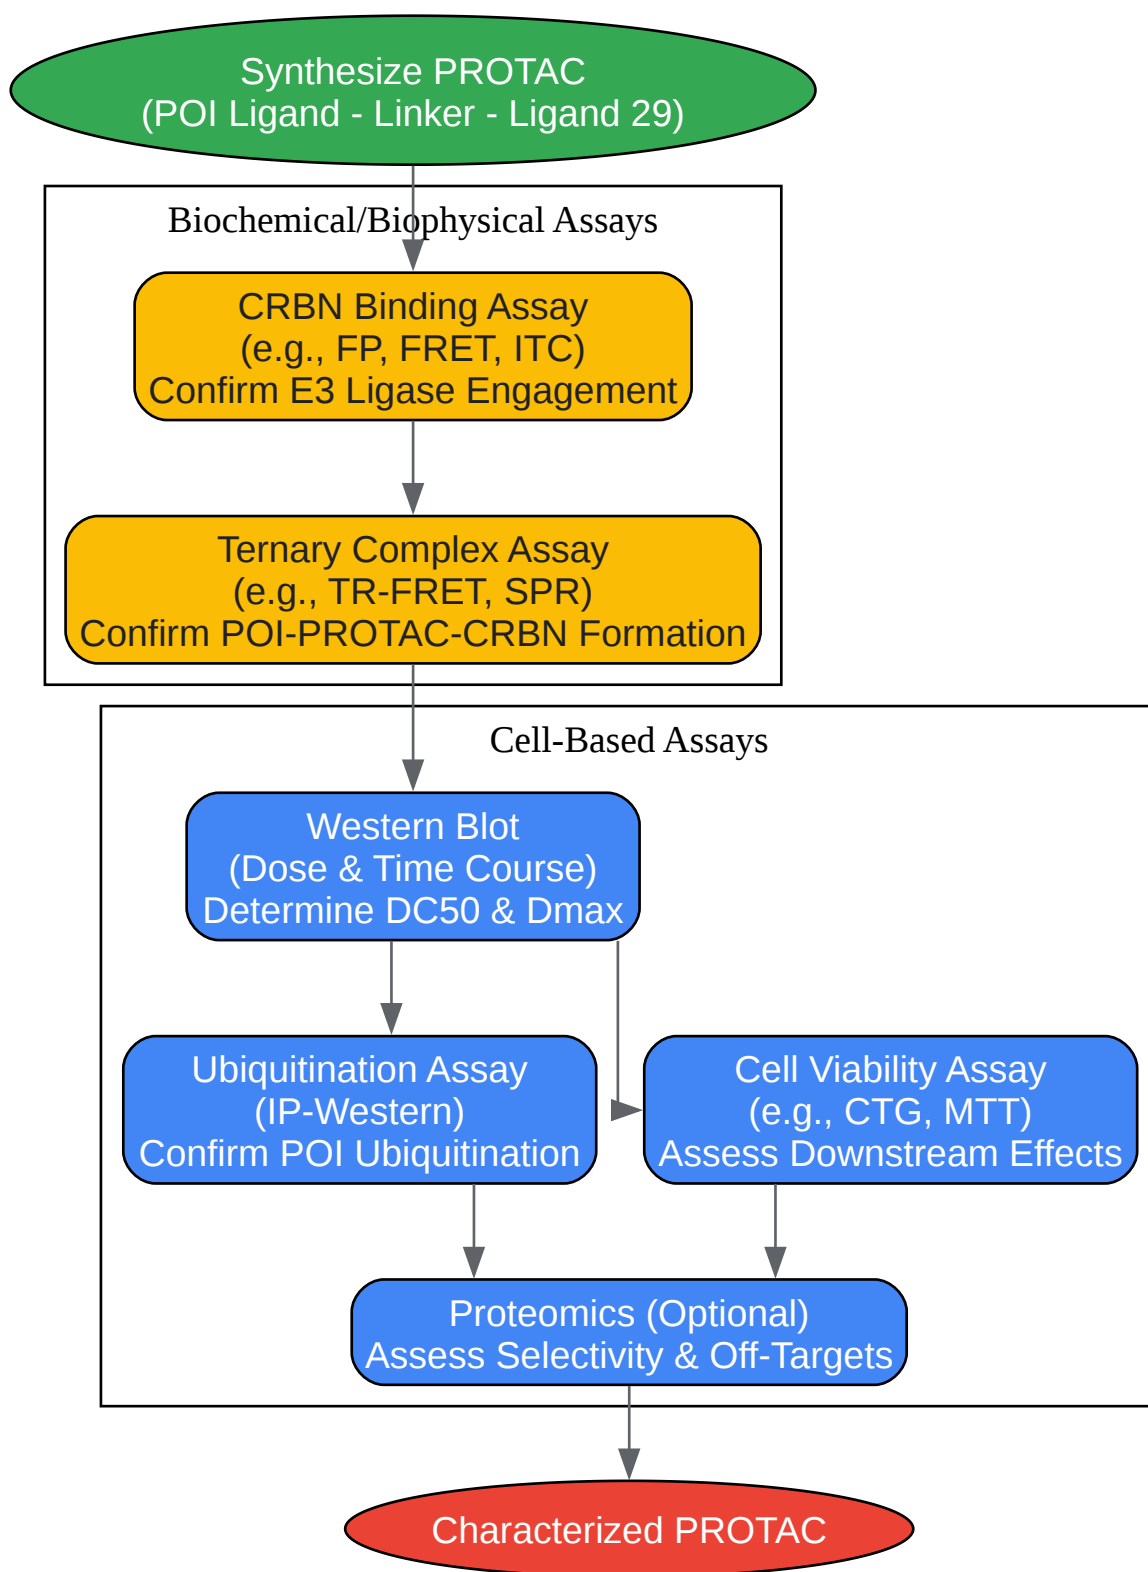 Synthesize PROTAC
(POI Ligand - Linker - Ligand 29)
Biochemical/Biophysical Assays
CRBN Binding Assay
(e.g., FP, FRET, ITC)
Confirm E3 Ligase Engagement
Ternary Complex Assay
(e.g., TR-FRET, SPR)
Confirm POI-PROTAC-CRBN Formation
Cell-Based Assays
Western Blot
(Dose & Time Course)
Determine DC50 & Dmax
Ubiquitination Assay
(IP-Western)
Confirm POI Ubiquitination
Cell Viability Assay
(e.g., CTG, MTT)
Assess Downstream Effects
Proteomics (Optional)
Assess Selectivity & Off-Targets
Characterized PROTAC